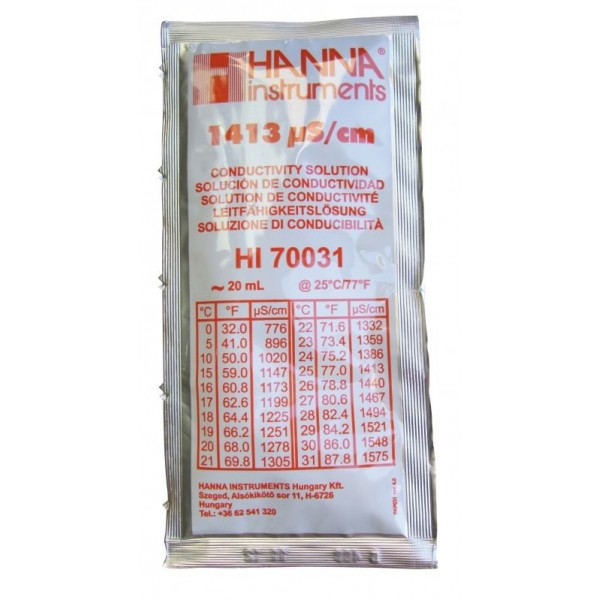 HANNA®
instruments
1413 µS/cm
CONDUCTIVITY SOLUTION
SOLUCIÓN DE CONDUCTIVIDAD
SOLUTION DE CONDUCTIVITÉ
LEITFÄHIGKEITSLÖSUNG
SOLUZIONE DI CONDUCIBILITÀ
HI 70031
~ 20 mL @ 25°C/77°F
°C °F µS/cm °C °F µS/cm
0 32.0 776 22 71.6 1332
5 41.0 896 23 73.4 1359
10 50.0 1020 24 75.2 1386
15 59.0 1147 25 77.0 1413
16 60.8 1173 26 78.8 1440
17 62.6 1199 27 80.6 1467
18 64.4 1225 28 82.4 1494
19 66.2 1251 29 84.2 1521
20 68.0 1278 30 86.0 1548
21 69.8 1305 31 87.8 1575
HANNA INSTRUMENTS Hungary Kft.
Szeged, Alsókikötő sor 11, H-6726
Hungary
Tel.: +36 62 541 320